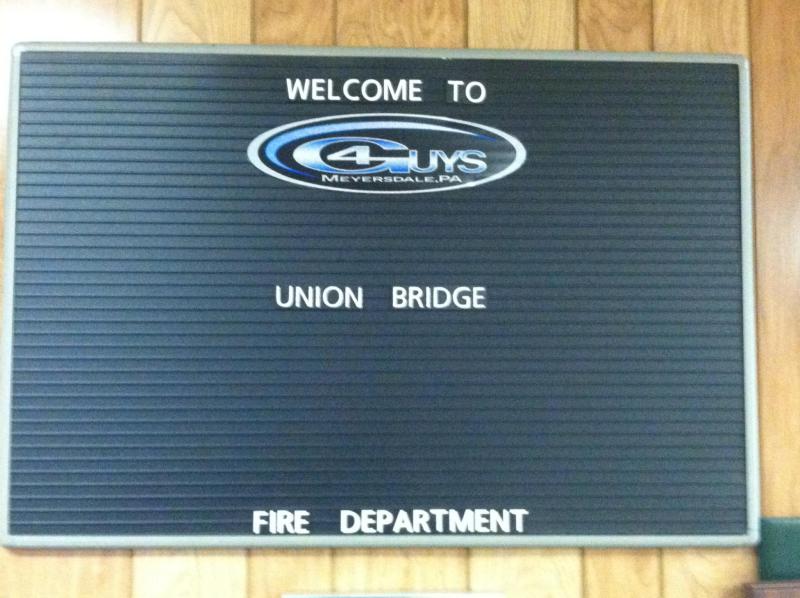 WELCOME TO
4GUYS
MEYERSDALE, PA
UNION BRIDGE
FIRE DEPARTMENT